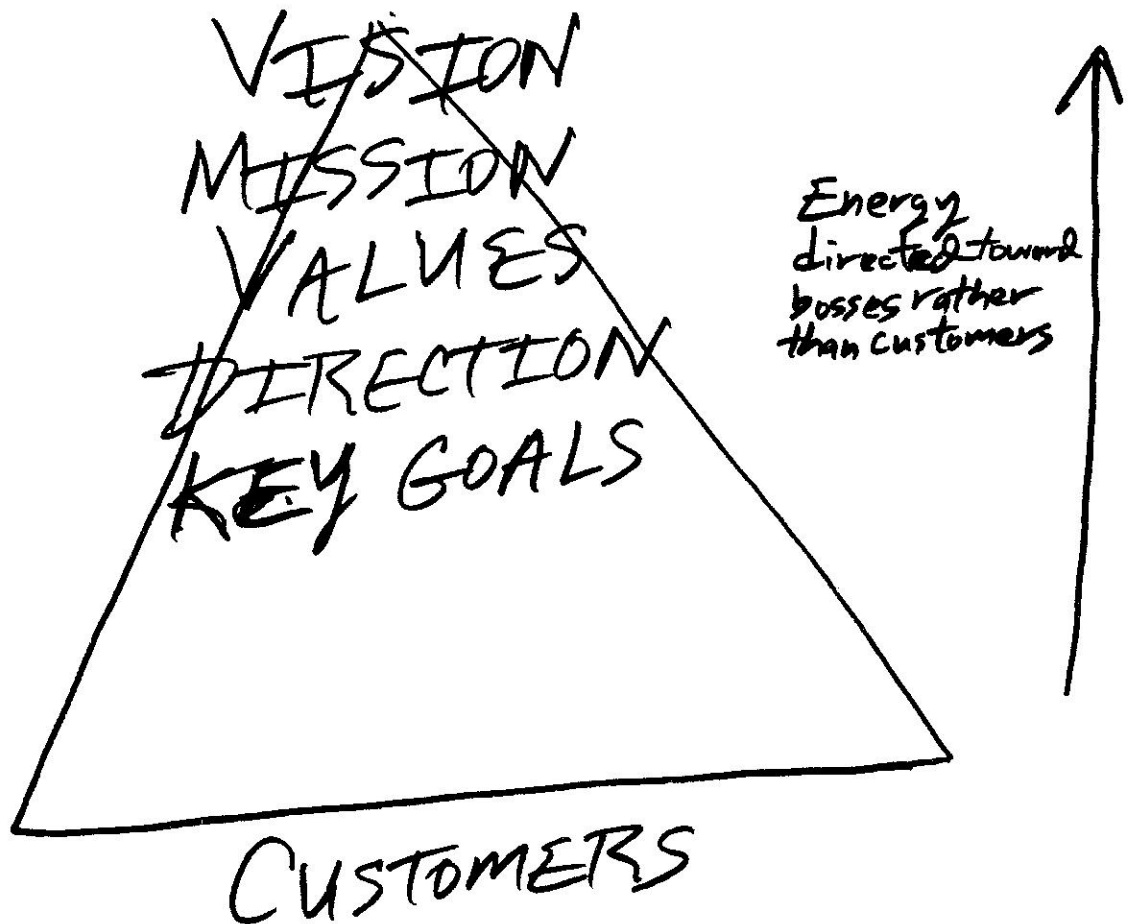 VISION
MISSION
VALUES
DIRECTION
KEY GOALS
Energy
directed toward
bosses rather
than customers
CUSTOMERS